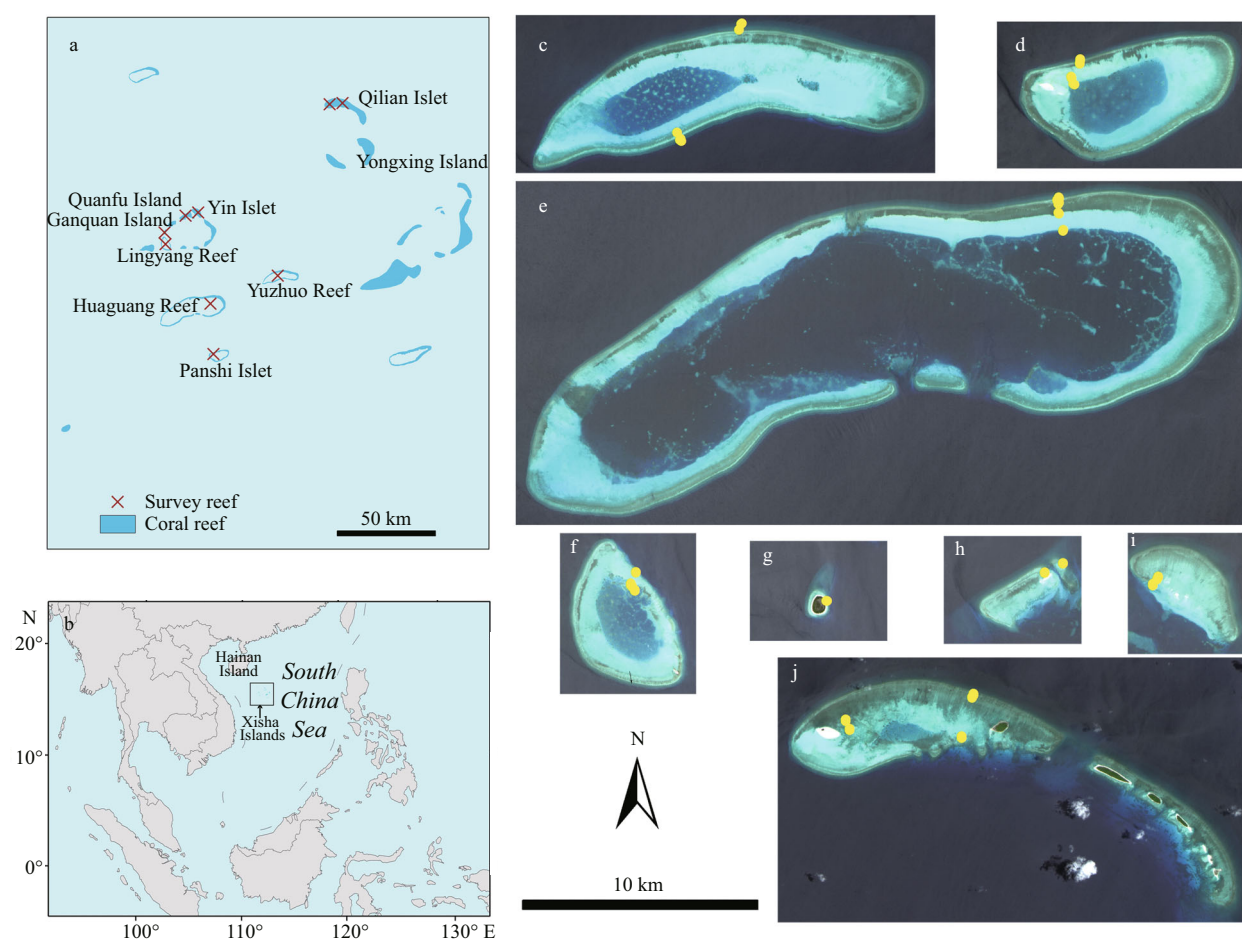 a
Qilian Islet
Yongxing Island
Quanfu Island
Yin Islet
Ganquan Island
Lingyang Reef
Yuzhuo Reef
Huaguang Reef
Panshi Islet
Survey reef
Coral reef
50 km
N
b
20°
10°
0°
Hainan
Island
South
China
Sea
Xisha
Islands
100°
110°
120°
130° E
c
d
e
f
g
h
i
j
N
10 km